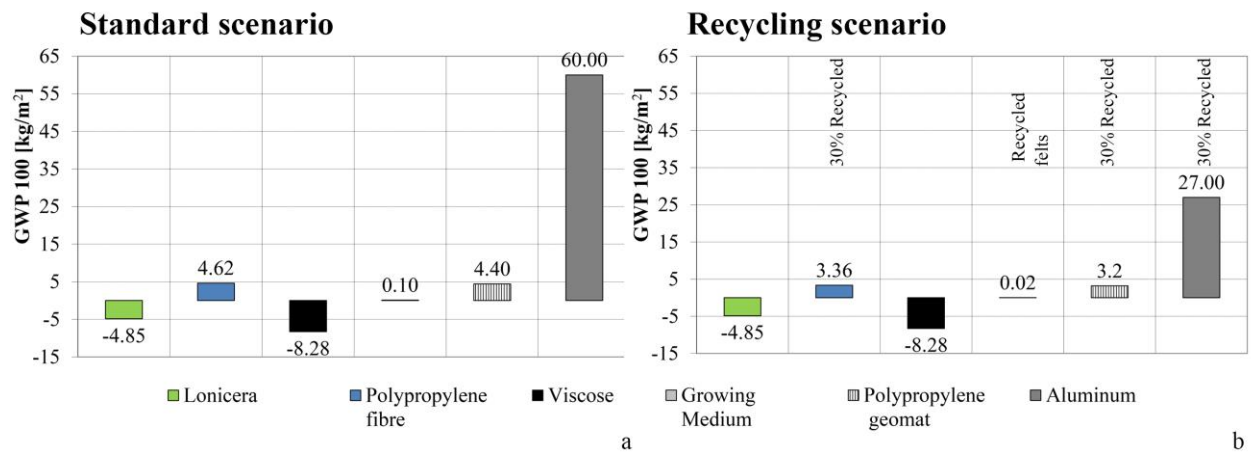 Standard scenario
GWP 100 [kg/m²]
65
55
45
35
25
15
5
-5
-15
-4.85
4.62
-8.28
0.10
4.40
60.00
Recycling scenario
GWP 100 [kg/m²]
65
55
45
35
25
15
5
-5
-15
30% Recycled
Recycled
felts
30% Recycled
30% Recycled
-4.85
3.36
-8.28
0.02
3.2
27.00
Lonicera
Polypropylene
fibre
Viscose
Growing
Medium
Polypropylene
geomat
Aluminum
a
b